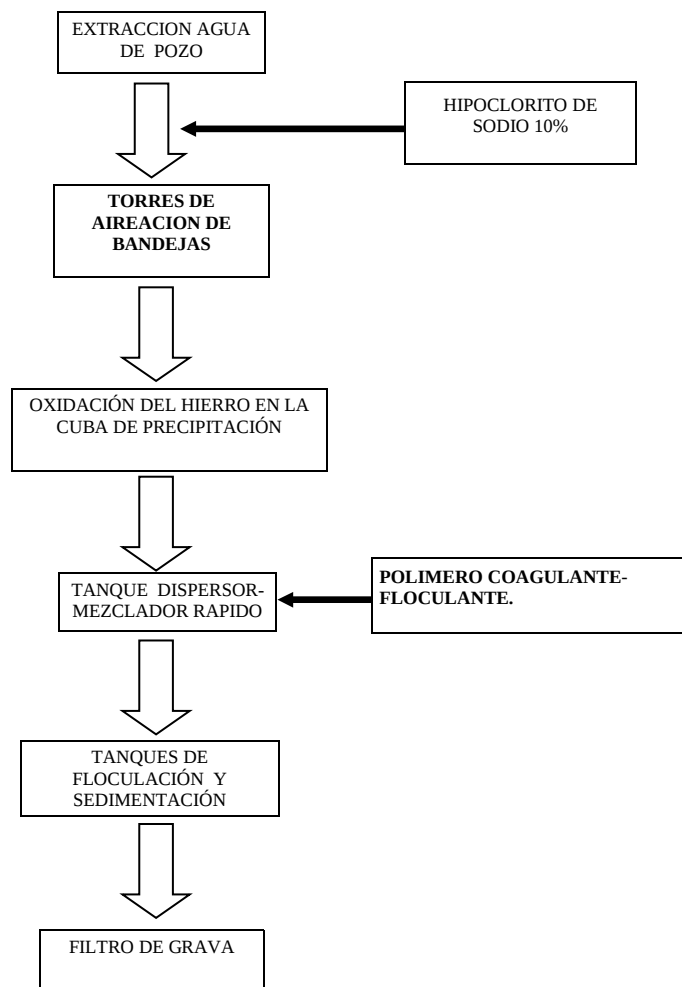 EXTRACCION AGUA
DE POZO
HIPOCLORITO DE
SODIO 10%
TORRES DE
AIREACION DE
BANDEJAS
OXIDACIÓN DEL HIERRO EN LA
CUBA DE PRECIPITACIÓN
TANQUE DISPERSOR-
MEZCLADOR RAPIDO
POLIMERO COAGULANTE-
FLOCULANTE.
TANQUES DE
FLOCULACIÓN Y
SEDIMENTACIÓN
FILTRO DE GRAVA